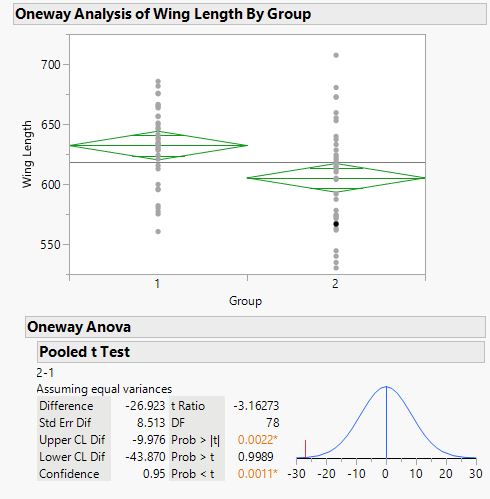 Oneway Analysis of Wing Length By Group
700
650
600
550
Wing Length
1 2
Group
Oneway Anova
Pooled t Test
2-1
Assuming equal variances
Difference -26.923 t Ratio -3.16273
Std Err Dif 8.513 DF 78
Upper CL Dif -9.976 Prob > |t| 0.0022*
Lower CL Dif -43.870 Prob > t 0.9989
Confidence 0.95 Prob < t 0.0011*
-30 -20 -10 0 10 20 30